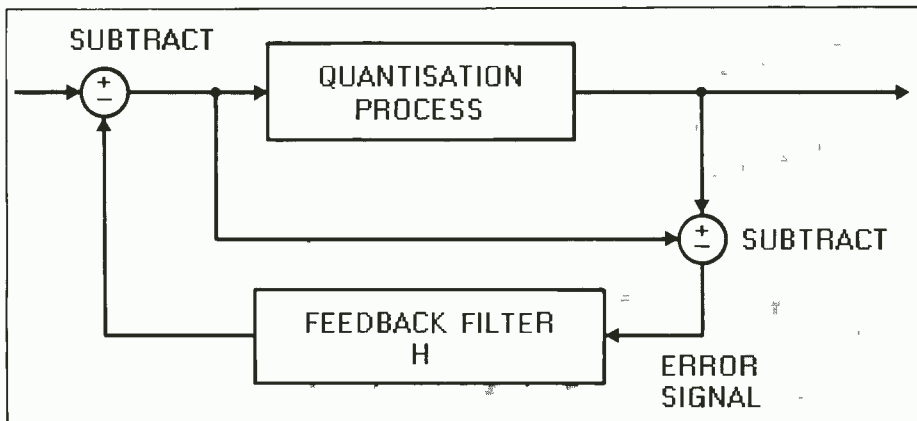 SUBTRACT
QUANTISATION
PROCESS
+
−
+
−
SUBTRACT
FEEDBACK FILTER
H
ERROR
SIGNAL